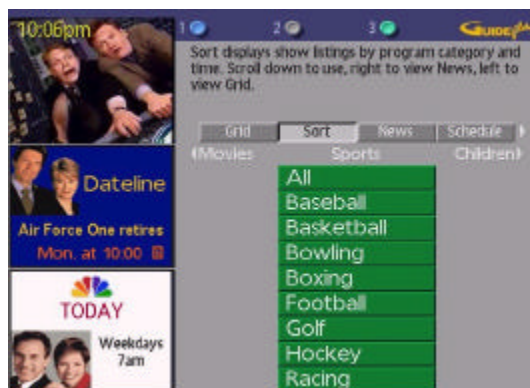 10:06pm
1 2 3 GUIDE Plus
Sort displays show listings by program category and
time. Scroll down to use, right to view News, left to
view Grid.
Grid Sort News Schedule
Movies Sports Children
All
Baseball
Basketball
Bowling
Boxing
Football
Golf
Hockey
Racing
Dateline
Air Force One retires
Mon. at 10:00
TODAY
Weekdays
7am